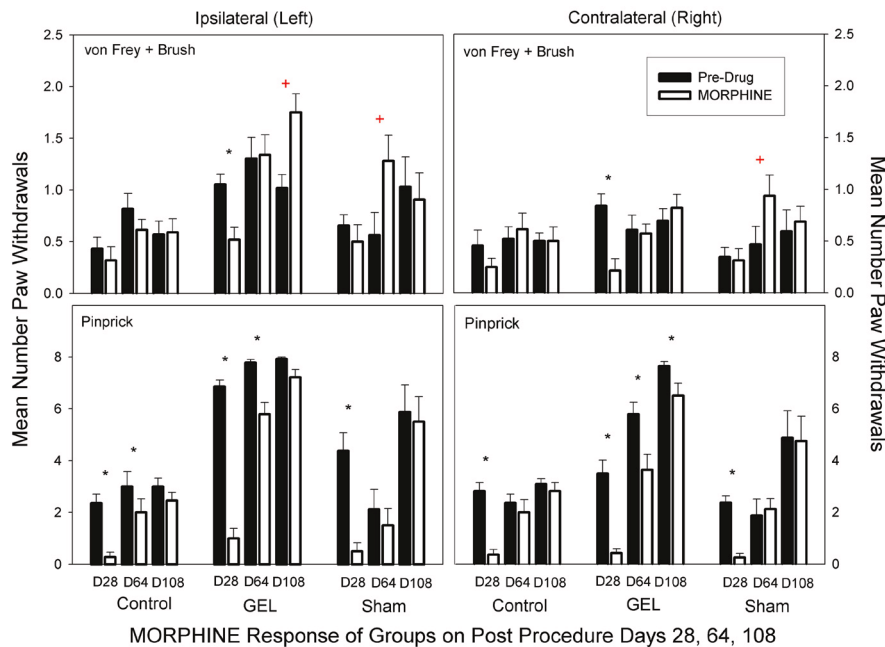 Ipsilateral (Left)
Contralateral (Right)
von Frey + Brush
2.5
2.0
1.5
1.0
0.5
0.0
+
+
*
von Frey + Brush
Pre-Drug
MORPHINE
2.5
2.0
1.5
1.0
0.5
0.0
+
*
Mean Number Paw Withdrawals
Mean Number Paw Withdrawals
Pinprick
8
6
4
2
0
* * * * *
D28 D64 D108 D28 D64 D108 D28 D64 D108
Control GEL Sham
Pinprick
8
6
4
2
0
* * * * *
D28 D64 D108 D28 D64 D108 D28 D64 D108
Control GEL Sham
MORPHINE Response of Groups on Post Procedure Days 28, 64, 108